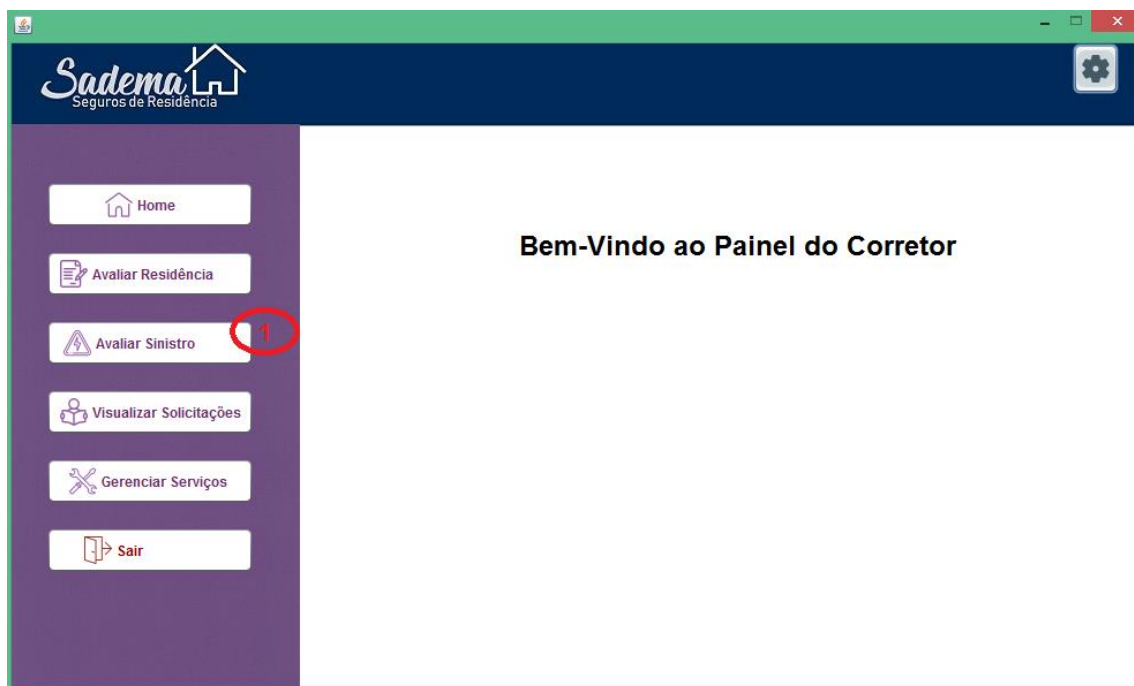 Sadema
Seguros de Residência
Home
Bem-Vindo ao Painel do Corretor
Avaliar Residência
Avaliar Sinistro
1
Visualizar Solicitações
Gerenciar Serviços
Sair